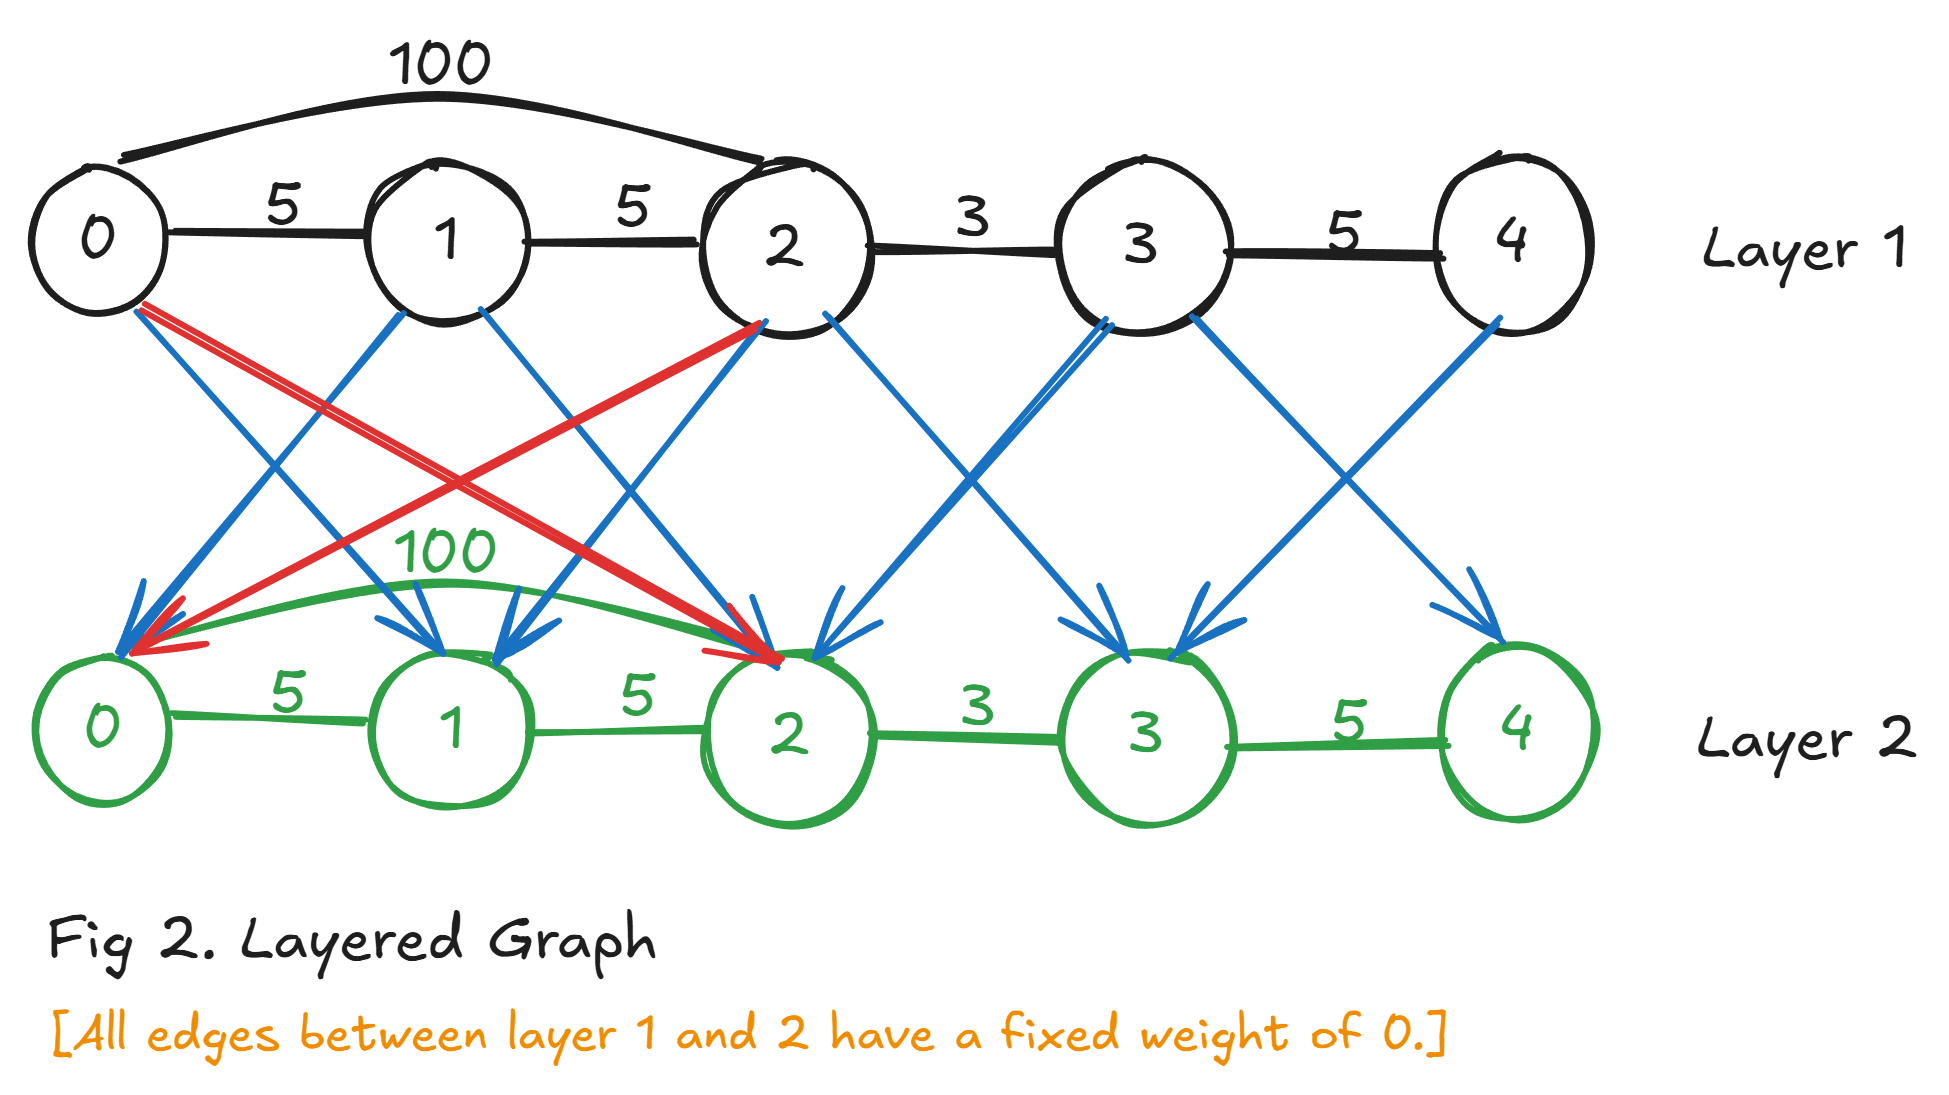 100
5 5 3 5
0 1 2 3 4 Layer 1
100
5 5 3 5
0 1 2 3 4 Layer 2
Fig 2. Layered Graph
[All edges between layer 1 and 2 have a fixed weight of 0.]